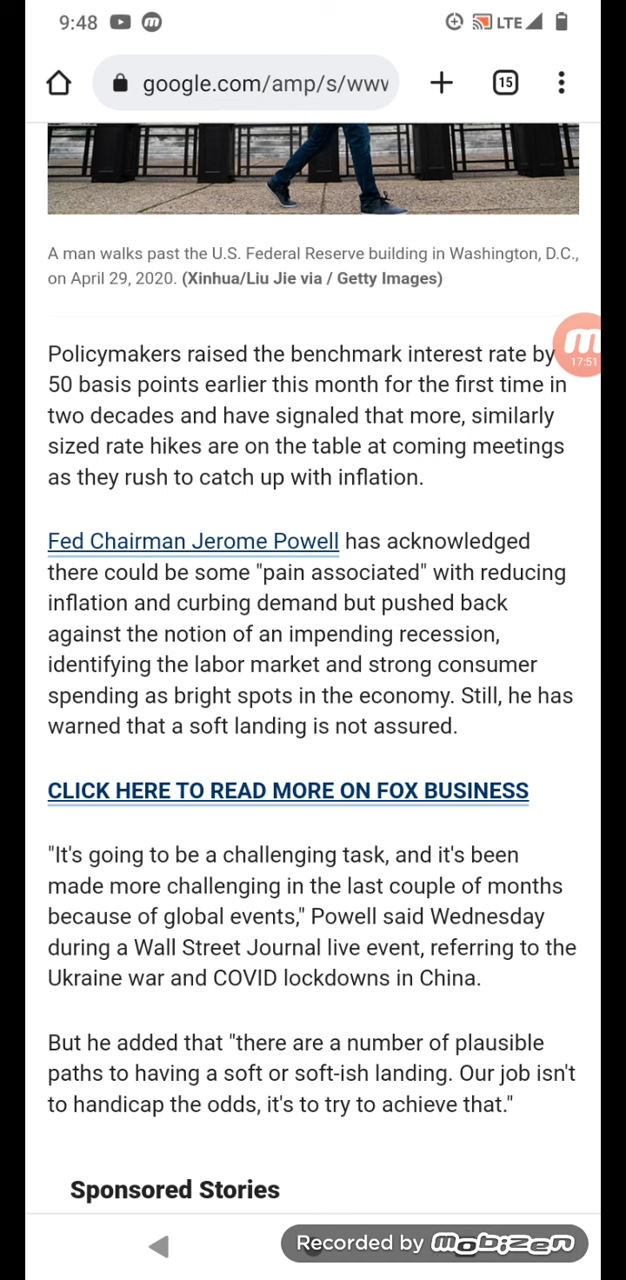 9:48
LTE
google.com/amp/s/www
15
A man walks past the U.S. Federal Reserve building in Washington, D.C.,
on April 29, 2020. (Xinhua/Liu Jie via / Getty Images)
m
17:51
Policymakers raised the benchmark interest rate by
50 basis points earlier this month for the first time in
two decades and have signaled that more, similarly
sized rate hikes are on the table at coming meetings
as they rush to catch up with inflation.
Fed Chairman Jerome Powell has acknowledged
there could be some "pain associated" with reducing
inflation and curbing demand but pushed back
against the notion of an impending recession,
identifying the labor market and strong consumer
spending as bright spots in the economy. Still, he has
warned that a soft landing is not assured.
CLICK HERE TO READ MORE ON FOX BUSINESS
"It's going to be a challenging task, and it's been
made more challenging in the last couple of months
because of global events," Powell said Wednesday
during a Wall Street Journal live event, referring to the
Ukraine war and COVID lockdowns in China.
But he added that "there are a number of plausible
paths to having a soft or soft-ish landing. Our job isn't
to handicap the odds, it's to try to achieve that."
Sponsored Stories
Recorded by mobizen